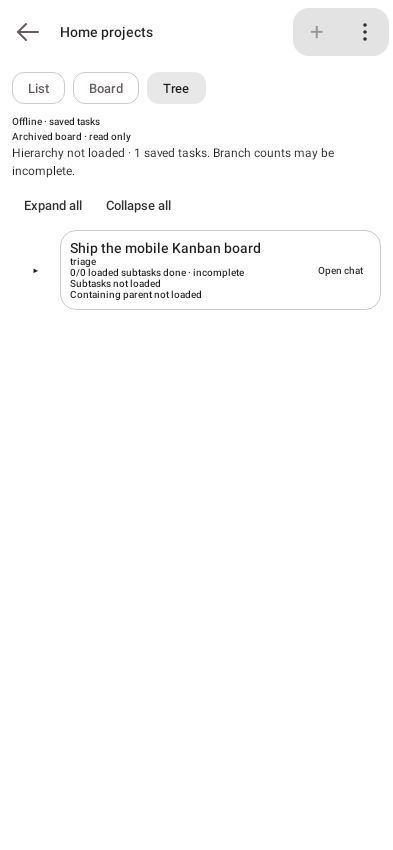 Home projects
+
List
Board
Tree
Offline · saved tasks
Archived board · read only
Hierarchy not loaded · 1 saved tasks. Branch counts may be
incomplete.
Expand all
Collapse all
Ship the mobile Kanban board
triage
0/0 loaded subtasks done · incomplete
Subtasks not loaded
Containing parent not loaded
Open chat